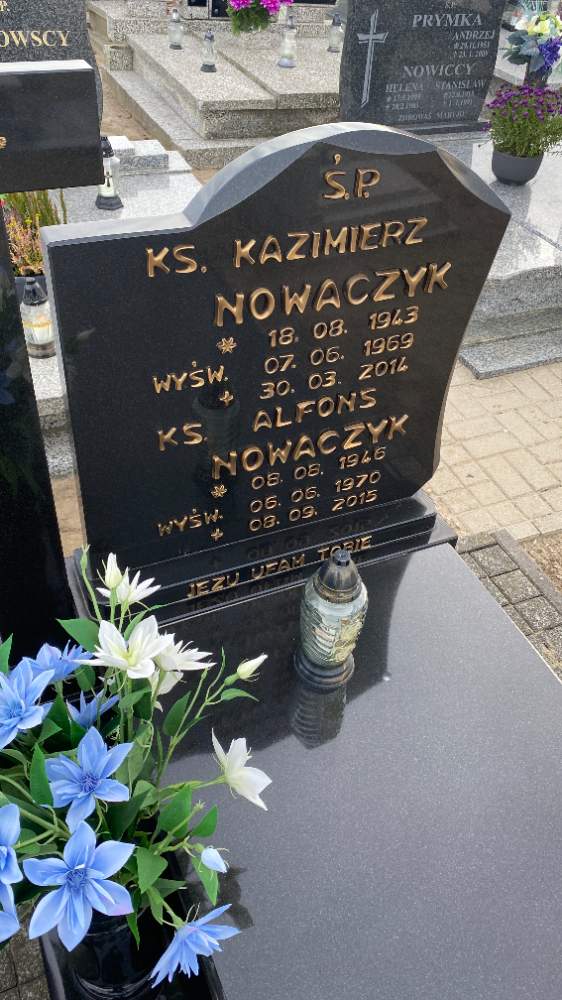 OWSCY
Ś.P.
PRYMKA
ANDRZEJ
NOWICCY
HELENA STANISŁAW
Ś.P.
KS. KAZIMIERZ
NOWACZYK
* 18. 08. 1943
WYŚW. 07. 06. 1969
+ 30. 03. 2014
KS. ALFONS
NOWACZYK
* 08. 08. 1946
WYŚW. 06. 06. 1970
+ 08. 09. 2015
JEZU UFAM TOBIE